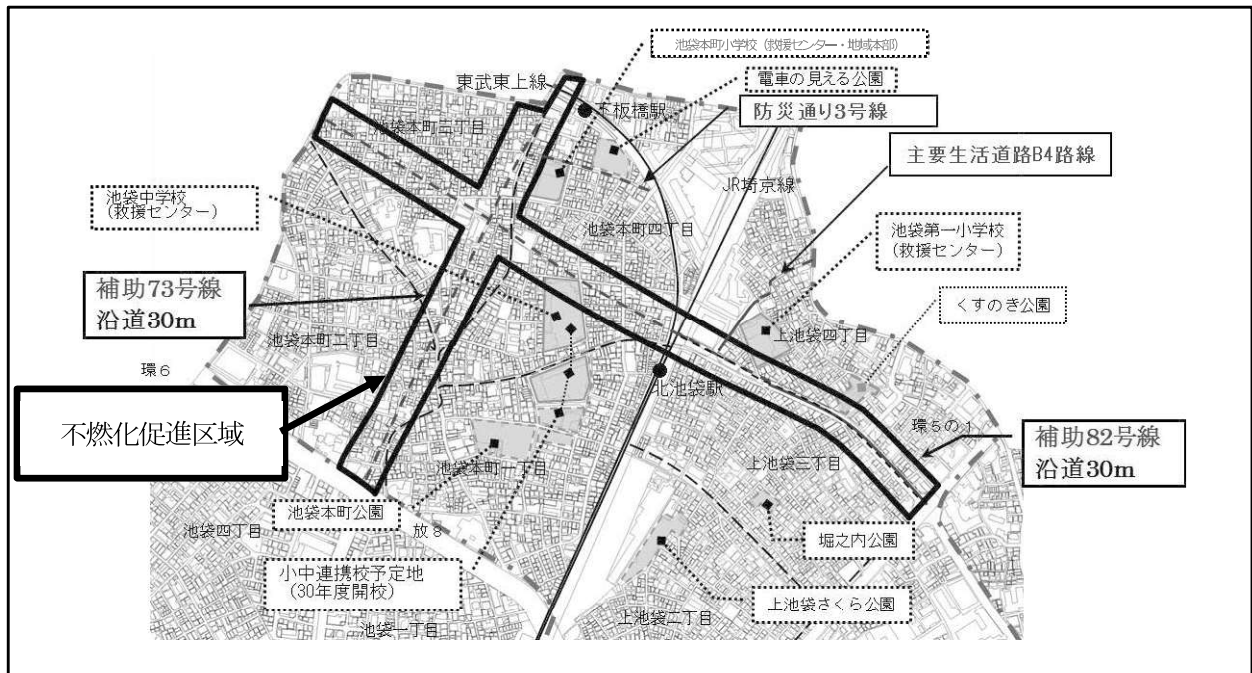 池袋本町小学校（救援センター・地域本部）
東武東上線
電車の見える公園
下板橋駅
防災通り3号線
池袋本町三丁目
主要生活道路B4路線
JR埼京線
池袋中学校
（救援センター）
池袋本町四丁目
池袋第一小学校
（救援センター）
補助73号線
沿道30m
くすのき公園
池袋本町二丁目
上池袋四丁目
環6
北池袋駅
不燃化促進区域
環5の1
補助82号線
沿道30m
池袋本町一丁目
上池袋三丁目
池袋本町公園
池袋四丁目
放8
堀之内公園
小中連携校予定地
（30年度開校）
上池袋さくら公園
上池袋二丁目
池袋一丁目